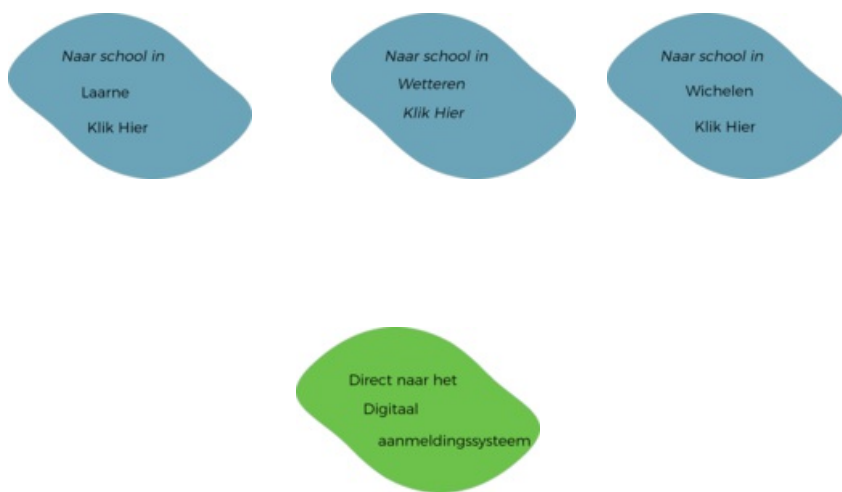 Naar school in
Laarne
Klik Hier
Naar school in
Wetteren
Klik Hier
Naar school in
Wichelen
Klik Hier
Direct naar het
Digitaal
aanmeldingssysteem